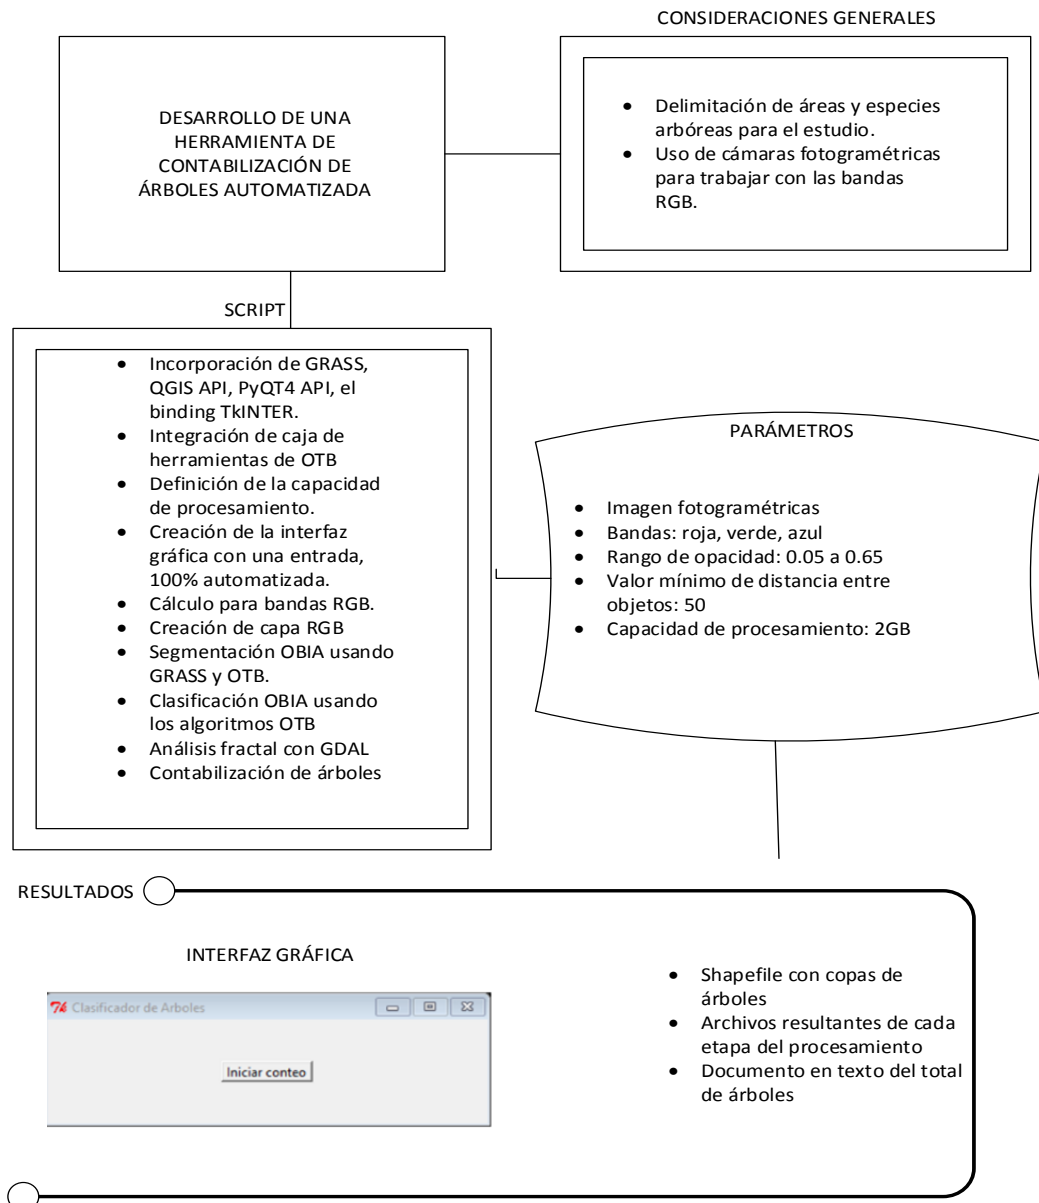 CONSIDERACIONES GENERALES
DESARROLLO DE UNA
HERRAMIENTA DE
CONTABILIZACIÓN DE
ÁRBOLES AUTOMATIZADA
• Delimitación de áreas y especies
arbóreas para el estudio.
• Uso de cámaras fotogramétricas
para trabajar con las bandas
RGB.
SCRIPT
• Incorporación de GRASS,
QGIS API, PyQT4 API, el
binding TkINTER.
• Integración de caja de
herramientas de OTB
• Definición de la capacidad
de procesamiento.
• Creación de la interfaz
gráfica con una entrada,
100% automatizada.
• Cálculo para bandas RGB.
• Creación de capa RGB
• Segmentación OBIA usando
GRASS y OTB.
• Clasificación OBIA usando
los algoritmos OTB
• Análisis fractal con GDAL
• Contabilización de árboles
PARÁMETROS
• Imagen fotogramétricas
• Bandas: roja, verde, azul
• Rango de opacidad: 0.05 a 0.65
• Valor mínimo de distancia entre
objetos: 50
• Capacidad de procesamiento: 2GB
RESULTADOS
INTERFAZ GRÁFICA
Clasificador de Arboles
Iniciar conteo
• Shapefile con copas de
árboles
• Archivos resultantes de cada
etapa del procesamiento
• Documento en texto del total
de árboles